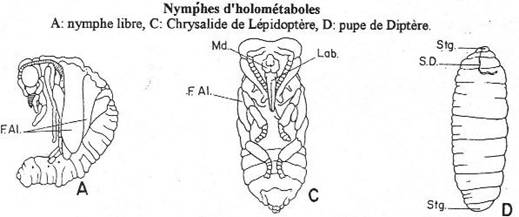 Nymphes d'holométaboles
A: nymphe libre, C: Chrysalide de Lépidoptère, D: pupe de Diptère.
Md.
Lab.
F.Al.
F.Al.
Stg.
S.D.
Stg.
A
C
D